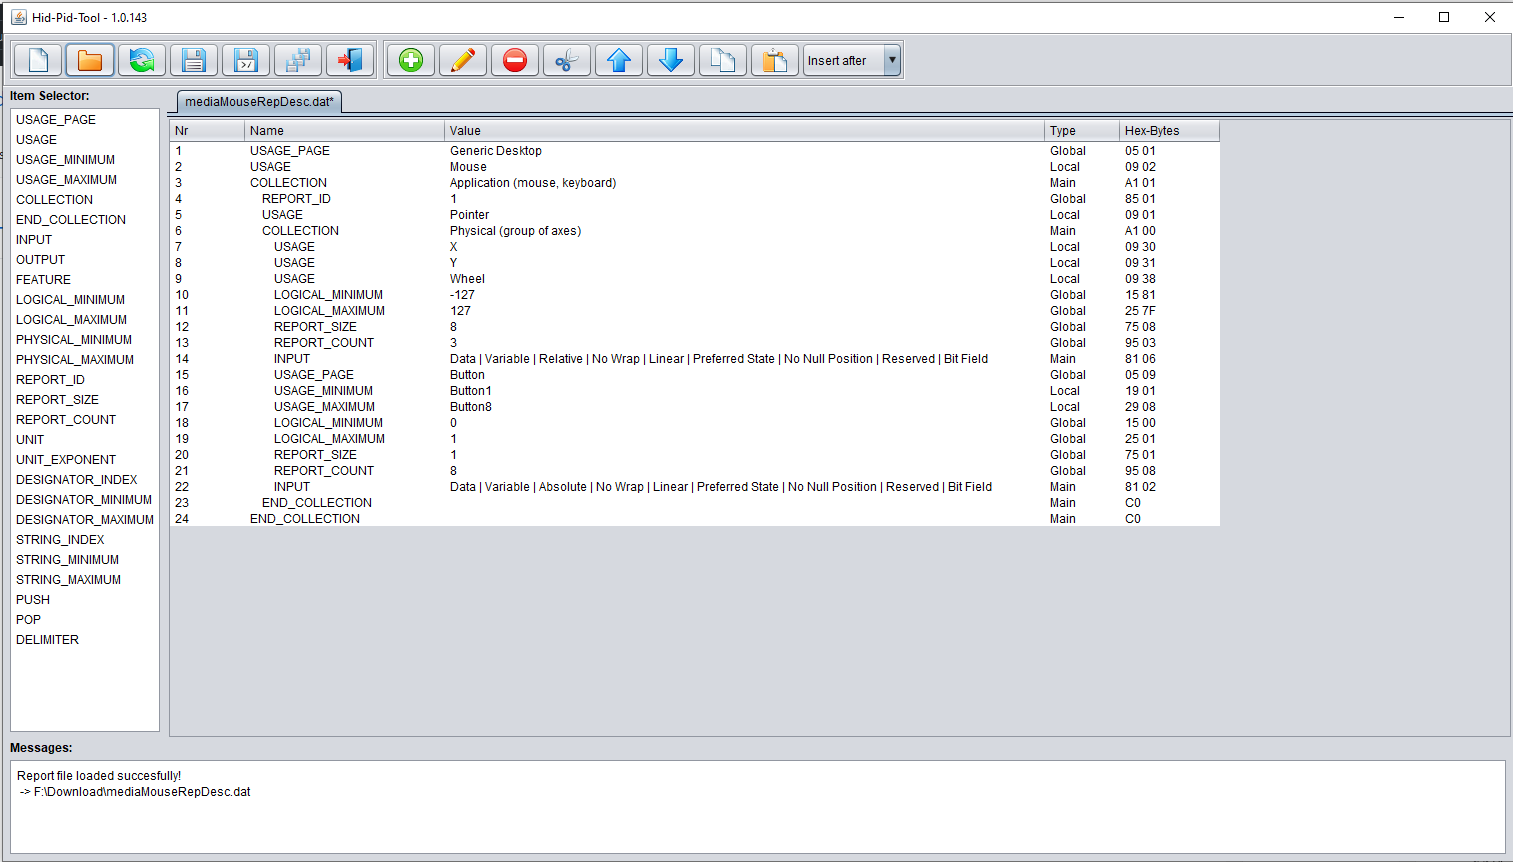 Hid-Pid-Tool - 1.0.143
Insert after
Item Selector:
mediaMouseRepDesc.dat*
USAGE_PAGE
USAGE
USAGE_MINIMUM
USAGE_MAXIMUM
COLLECTION
END_COLLECTION
INPUT
OUTPUT
FEATURE
LOGICAL_MINIMUM
LOGICAL_MAXIMUM
PHYSICAL_MINIMUM
PHYSICAL_MAXIMUM
REPORT_ID
REPORT_SIZE
REPORT_COUNT
UNIT
UNIT_EXPONENT
DESIGNATOR_INDEX
DESIGNATOR_MINIMUM
DESIGNATOR_MAXIMUM
STRING_INDEX
STRING_MINIMUM
STRING_MAXIMUM
PUSH
POP
DELIMITER
Nr Name Value Type Hex-Bytes
1 USAGE_PAGE Generic Desktop Global 05 01
2 USAGE Mouse Local 09 02
3 COLLECTION Application (mouse, keyboard) Main A1 01
4 REPORT_ID 1 Global 85 01
5 USAGE Pointer Local 09 01
6 COLLECTION Physical (group of axes) Main A1 00
7 USAGE X Local 09 30
8 USAGE Y Local 09 31
9 USAGE Wheel Local 09 38
10 LOGICAL_MINIMUM -127 Global 15 81
11 LOGICAL_MAXIMUM 127 Global 25 7F
12 REPORT_SIZE 8 Global 75 08
13 REPORT_COUNT 3 Global 95 03
14 INPUT Data | Variable | Relative | No Wrap | Linear | Preferred State | No Null Position | Reserved | Bit Field Main 81 06
15 USAGE_PAGE Button Global 05 09
16 USAGE_MINIMUM Button1 Local 19 01
17 USAGE_MAXIMUM Button8 Local 29 08
18 LOGICAL_MINIMUM 0 Global 15 00
19 LOGICAL_MAXIMUM 1 Global 25 01
20 REPORT_SIZE 1 Global 75 01
21 REPORT_COUNT 8 Global 95 08
22 INPUT Data | Variable | Absolute | No Wrap | Linear | Preferred State | No Null Position | Reserved | Bit Field Main 81 02
23 END_COLLECTION Main C0
24 END_COLLECTION Main C0
Messages:
Report file loaded succesfully!
-> F:\Download\mediaMouseRepDesc.dat